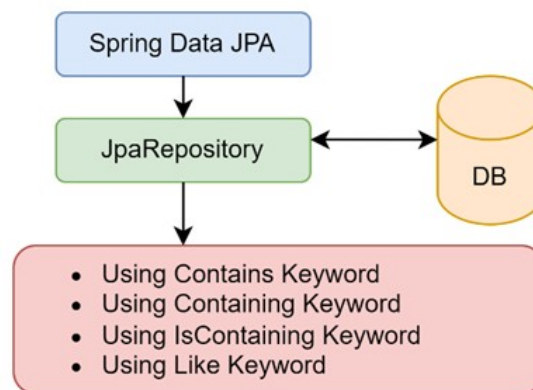 Spring Data JPA
JpaRepository
DB
• Using Contains Keyword
• Using Containing Keyword
• Using IsContaining Keyword
• Using Like Keyword